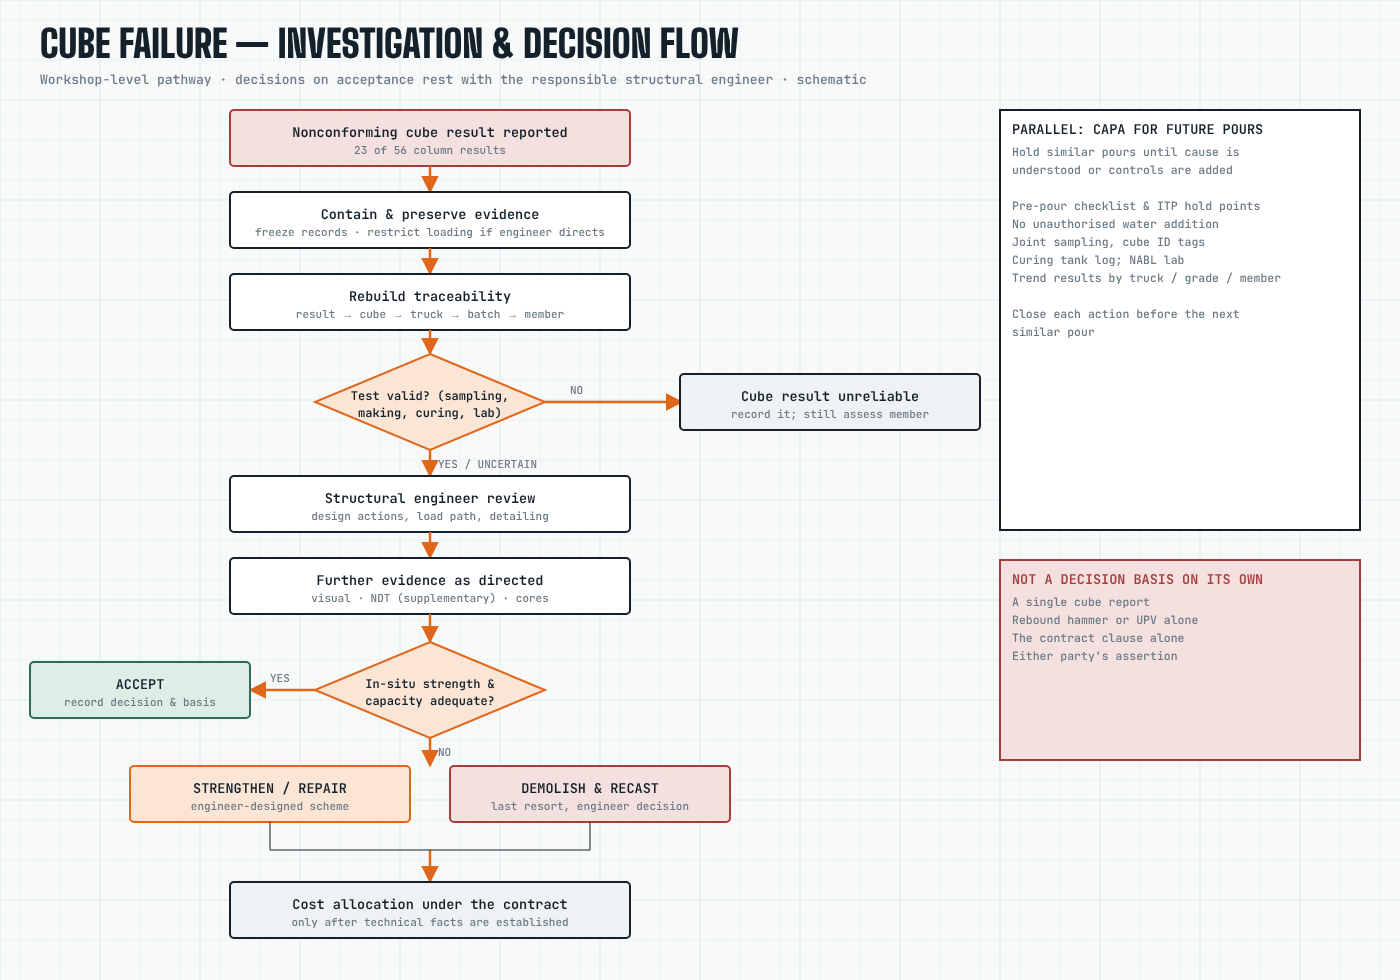 CUBE FAILURE — INVESTIGATION & DECISION FLOW
Workshop-level pathway · decisions on acceptance rest with the responsible structural engineer · schematic
Nonconforming cube result reported
23 of 56 column results
Contain & preserve evidence
freeze records · restrict loading if engineer directs
Rebuild traceability
result → cube → truck → batch → member
Test valid? (sampling,
making, curing, lab)
NO
Cube result unreliable
record it; still assess member
YES / UNCERTAIN
Structural engineer review
design actions, load path, detailing
Further evidence as directed
visual · NDT (supplementary) · cores
In-situ strength &
capacity adequate?
YES
ACCEPT
record decision & basis
NO
STRENGTHEN / REPAIR
engineer-designed scheme
DEMOLISH & RECAST
last resort, engineer decision
Cost allocation under the contract
only after technical facts are established
PARALLEL: CAPA FOR FUTURE POURS
Hold similar pours until cause is
understood or controls are added
Pre-pour checklist & ITP hold points
No unauthorised water addition
Joint sampling, cube ID tags
Curing tank log; NABL lab
Trend results by truck / grade / member
Close each action before the next
similar pour
NOT A DECISION BASIS ON ITS OWN
A single cube report
Rebound hammer or UPV alone
The contract clause alone
Either party's assertion